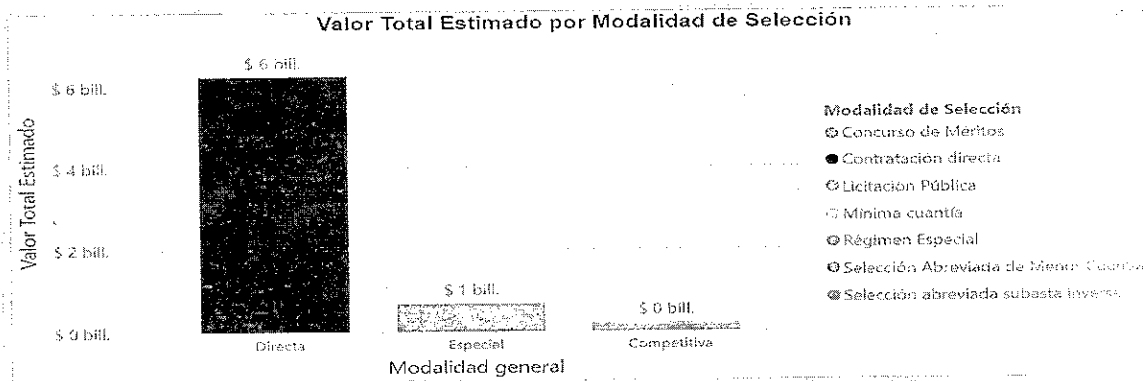 Valor Total Estimado por Modalidad de Selección
$ 6 bill.
$ 6 bill.
$ 4 bill.
$ 2 bill.
$ 0 bill.
Valor Total Estimado
$ 1 bill.
$ 0 bill.
Directa
Especial
Competitiva
Modalidad general
Modalidad de Selección
Concurso de Méritos
Contratación directa
Licitación Pública
Mínima cuantía
Régimen Especial
Selección Abreviada de Menor Cuantía
Selección abreviada subasta inversa